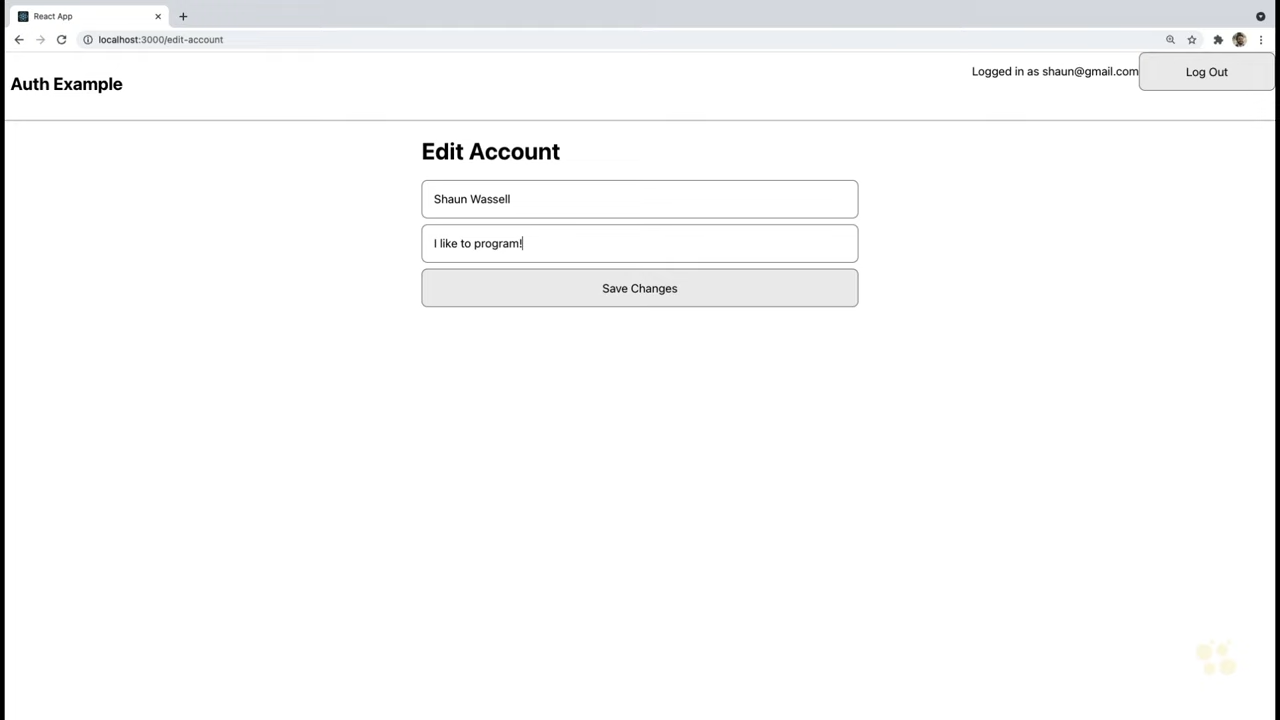 React App
localhost:3000/edit-account
Auth Example
Logged in as shaun@gmail.com
Log Out
Edit Account
Shaun Wassell
I like to program!
Save Changes